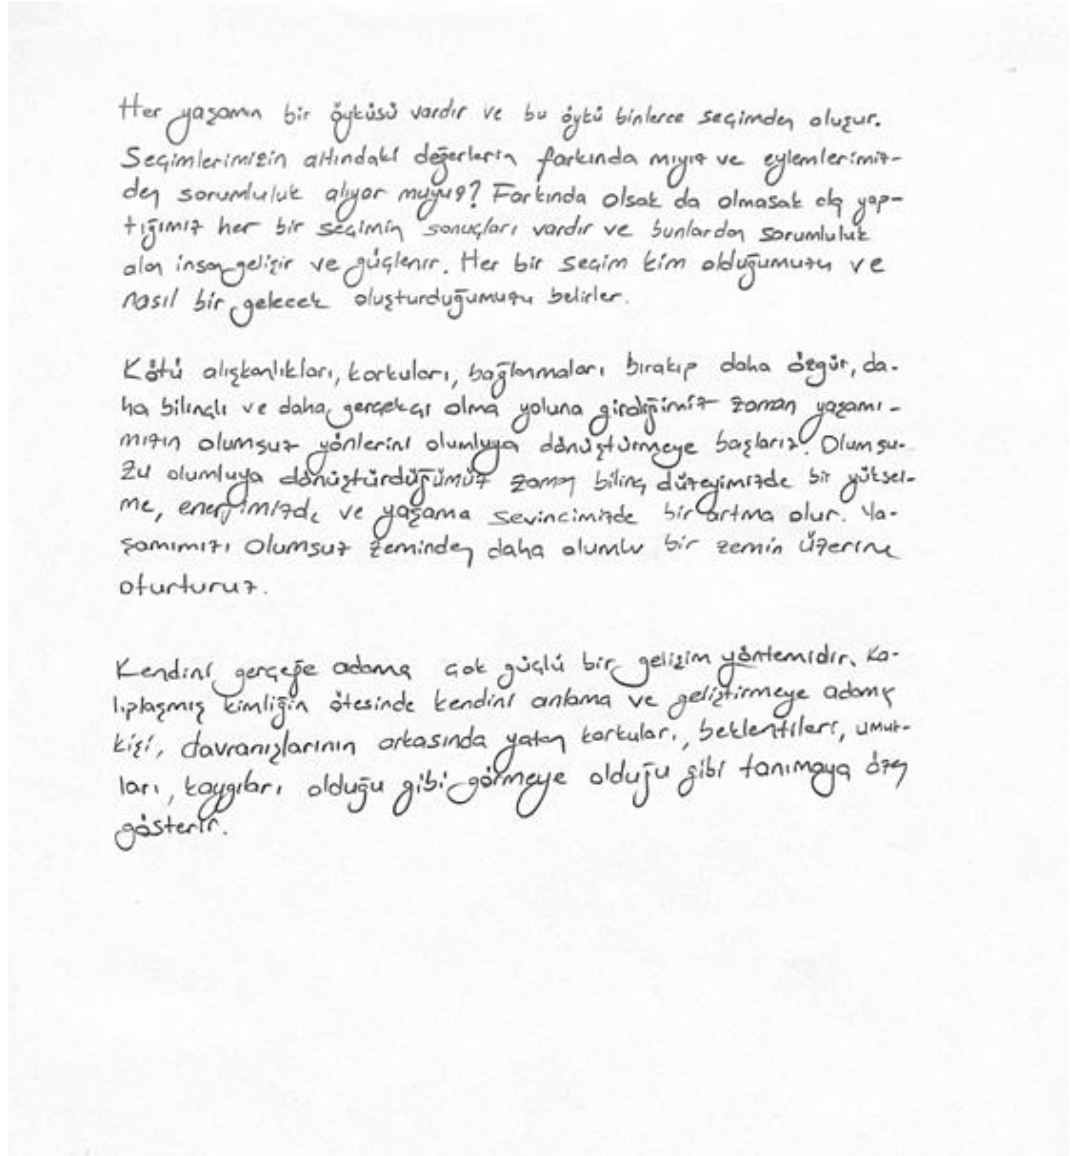 Her yaşamın bir öyküsü vardır ve bu öykü binlerce seçimden oluşur.
Seçimlerimizin altındaki değerlerin farkında mıyız ve eylemlerimiz-
den sorumluluk alıyor muyuz? Farkında olsak da olmasak da yap-
tığımız her bir seçimin sonuçları vardır ve bunlardan sorumluluk
alan insan gelişir ve güçlenir. Her bir seçim kim olduğumuzu ve
nasıl bir gelecek oluşturduğumuzu belirler.
Kötü alışkanlıkları, korkuları, bağlanmaları bırakıp daha özgür, da-
ha bilinçli ve daha gerçekçi olma yoluna girdiğimiz zaman yaşamı-
mızın olumsuz yönlerini olumluya dönüştürmeye başlarız. Olumsu-
zu olumluya dönüştürdüğümüz zaman bilinç düzeyimizde bir yüksel-
me, enerjimizde ve yaşama sevincimizde bir artma olur. Ya-
şamımızı olumsuz zeminden daha olumlu bir zemin üzerine
oturturuz.
Kendini gerçeğe adama çok güçlü bir gelişim yöntemidir. Ka-
lıplaşmış kimliğin ötesinde kendini anlama ve geliştirmeye adamış
kişi, davranışlarının arkasında yatan korkuları, beklentileri, umut-
ları, kaygıları olduğu gibi görmeye olduğu gibi tanımaya özen
gösterir.